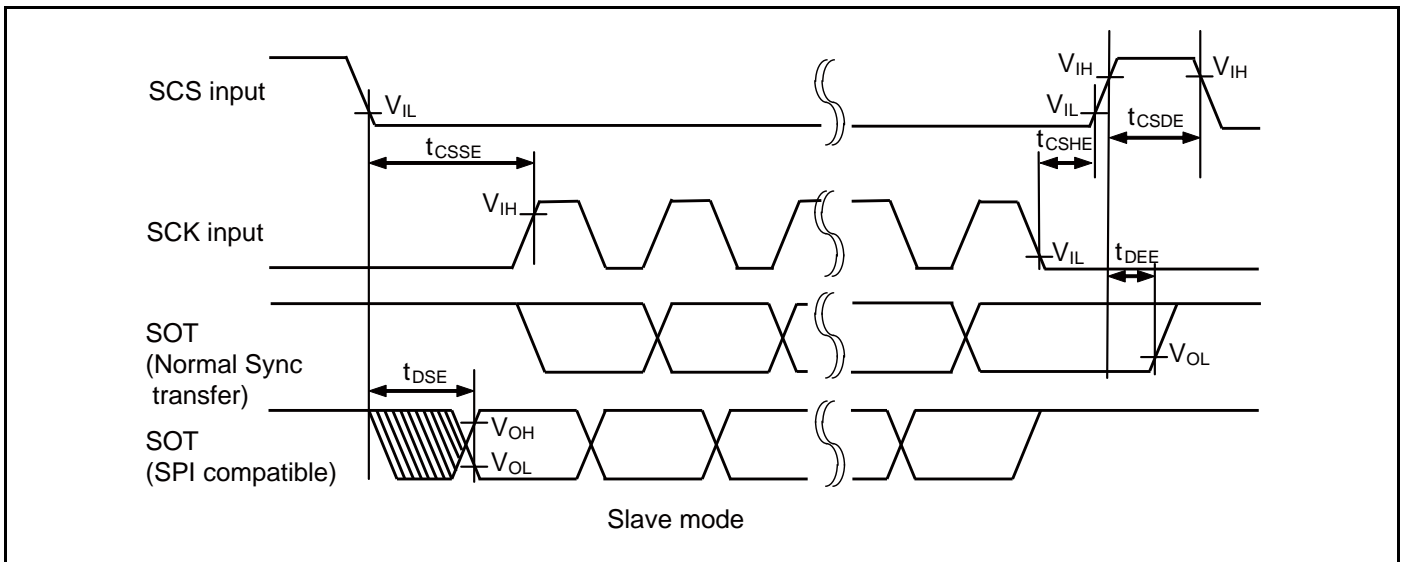 SCS input
V_IL
V_IH
V_IH
V_IL
t_CSDE
t_CSSE
t_CSHE
SCK input
V_IH
V_IL
t_DEE
SOT
(Normal Sync
transfer)
V_OL
t_DSE
SOT
(SPI compatible)
V_OH
V_OL
Slave mode